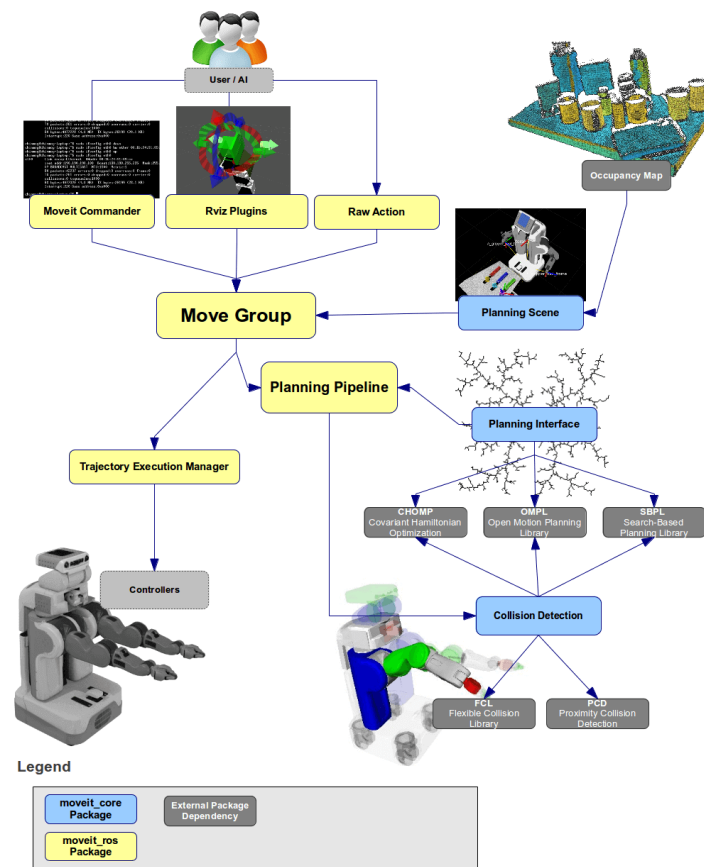 User / AI
Occupancy Map
Moveit Commander
Rviz Plugins
Raw Action
Planning Scene
Move Group
Planning Pipeline
Planning Interface
Trajectory Execution Manager
CHOMP
Covariant Hamiltonian
Optimization
OMPL
Open Motion Planning
Library
SBPL
Search-Based
Planning Library
Controllers
Collision Detection
FCL
Flexible Collision
Library
PCD
Proximity Collision
Detection
Legend
moveit_core
Package
External Package
Dependency
moveit_ros
Package